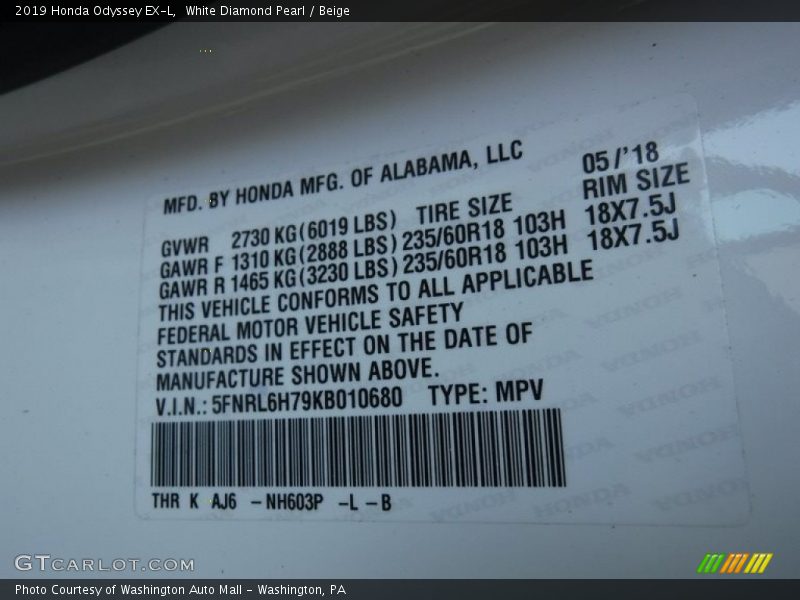 2019 Honda Odyssey EX-L, White Diamond Pearl / Beige
MFD. BY HONDA MFG. OF ALABAMA, LLC 05/'18
GVWR 2730 KG(6019 LBS) TIRE SIZE RIM SIZE
GAWR F 1310 KG(2888 LBS) 235/60R18 103H 18X7.5J
GAWR R 1465 KG(3230 LBS) 235/60R18 103H 18X7.5J
THIS VEHICLE CONFORMS TO ALL APPLICABLE
FEDERAL MOTOR VEHICLE SAFETY
STANDARDS IN EFFECT ON THE DATE OF
MANUFACTURE SHOWN ABOVE.
V.I.N.: 5FNRL6H79KB010680 TYPE: MPV
THR K AJ6 -NH603P -L -B
GTCARLOT.COM
Photo Courtesy of Washington Auto Mall - Washington, PA